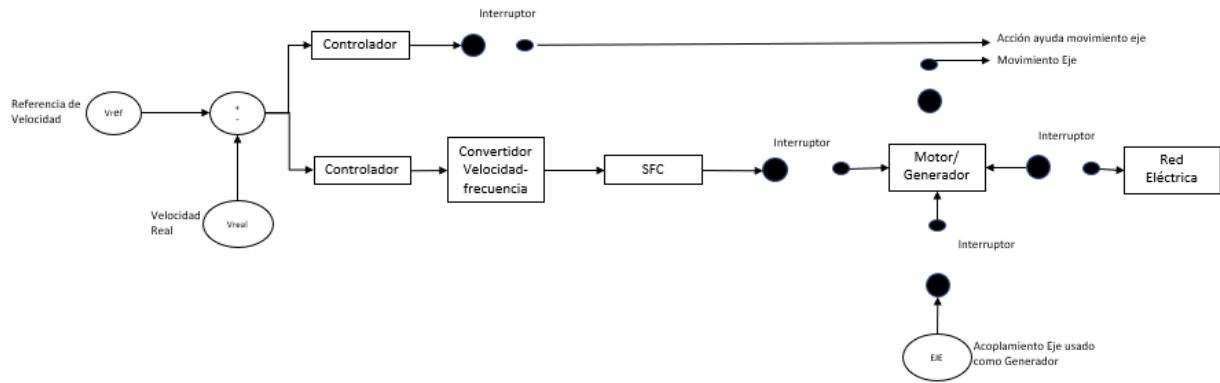 Interruptor
Controlador
Acción ayuda movimiento eje
Movimiento Eje
Referencia de
Velocidad
Vref
+
-
Interruptor
Interruptor
Controlador
Convertidor
Velocidad-
frecuencia
SFC
Motor/
Generador
Red
Eléctrica
Velocidad
Real
Vreal
Interruptor
EJE
Acoplamiento Eje usado
como Generador